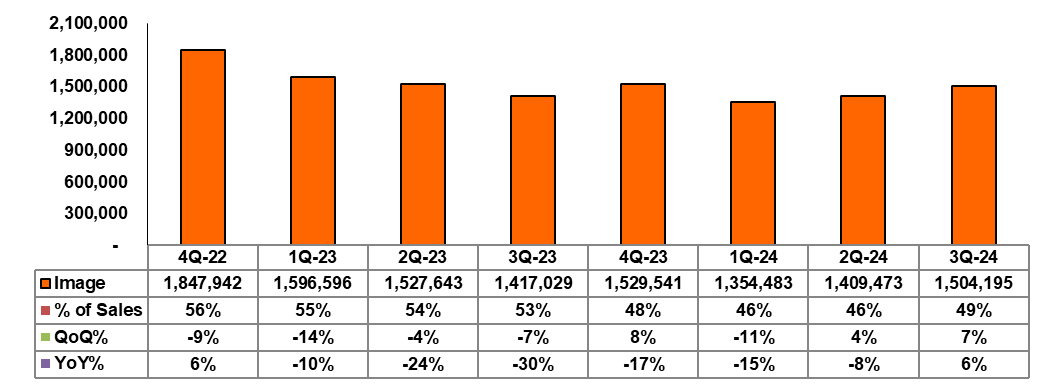 2,100,000
1,800,000
1,500,000
1,200,000
900,000
600,000
300,000
-
4Q-22 1Q-23 2Q-23 3Q-23 4Q-23 1Q-24 2Q-24 3Q-24
Image 1,847,942 1,596,596 1,527,643 1,417,029 1,529,541 1,354,483 1,409,473 1,504,195
% of Sales 56% 55% 54% 53% 48% 46% 46% 49%
QoQ% -9% -14% -4% -7% 8% -11% 4% 7%
YoY% 6% -10% -24% -30% -17% -15% -8% 6%